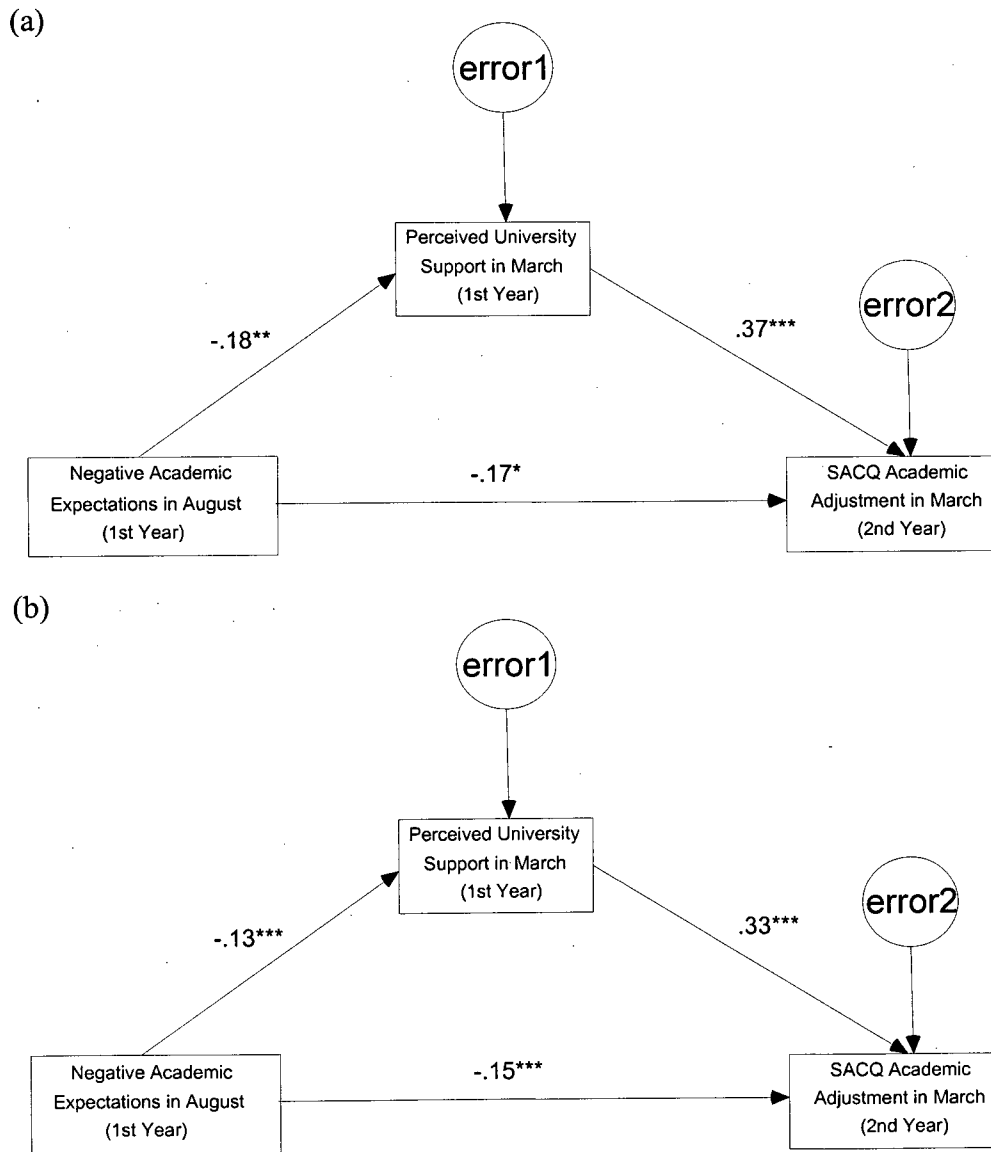 (a)
error1
Perceived University
Support in March
(1st Year)
error2
-.18**
.37***
Negative Academic
Expectations in August
(1st Year)
-.17*
SACQ Academic
Adjustment in March
(2nd Year)
(b)
error1
Perceived University
Support in March
(1st Year)
error2
-.13***
.33***
Negative Academic
Expectations in August
(1st Year)
-.15***
SACQ Academic
Adjustment in March
(2nd Year)